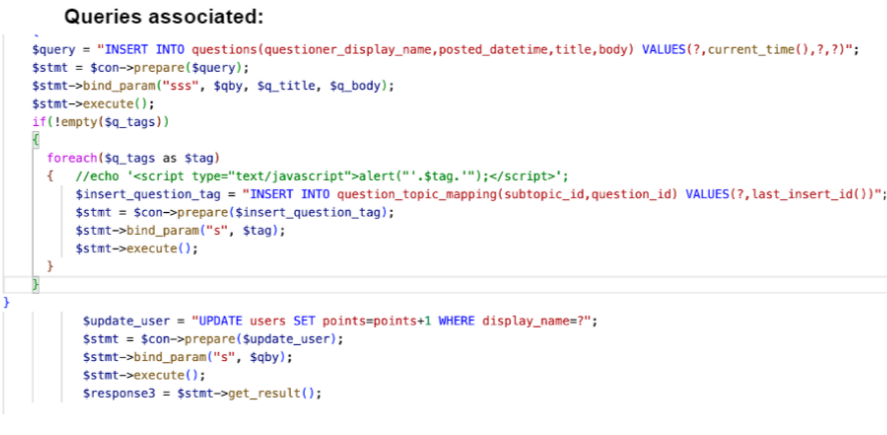 Queries associated:
$query = "INSERT INTO questions(questioner_display_name,posted_datetime,title,body) VALUES(?,current_time(),?,?)";
$stmt = $con->prepare($query);
$stmt->bind_param("sss", $qby, $q_title, $q_body);
$stmt->execute();
if(!empty($q_tags))
{
foreach($q_tags as $tag)
{ //echo '<script type="text/javascript">alert("'.$tag.'");</script>';
$insert_question_tag = "INSERT INTO question_topic_mapping(subtopic_id,question_id) VALUES(?,last_insert_id())";
$stmt = $con->prepare($insert_question_tag);
$stmt->bind_param("s", $tag);
$stmt->execute();
}
}
}
$update_user = "UPDATE users SET points=points+1 WHERE display_name=?";
$stmt = $con->prepare($update_user);
$stmt->bind_param("s", $qby);
$stmt->execute();
$response3 = $stmt->get_result();